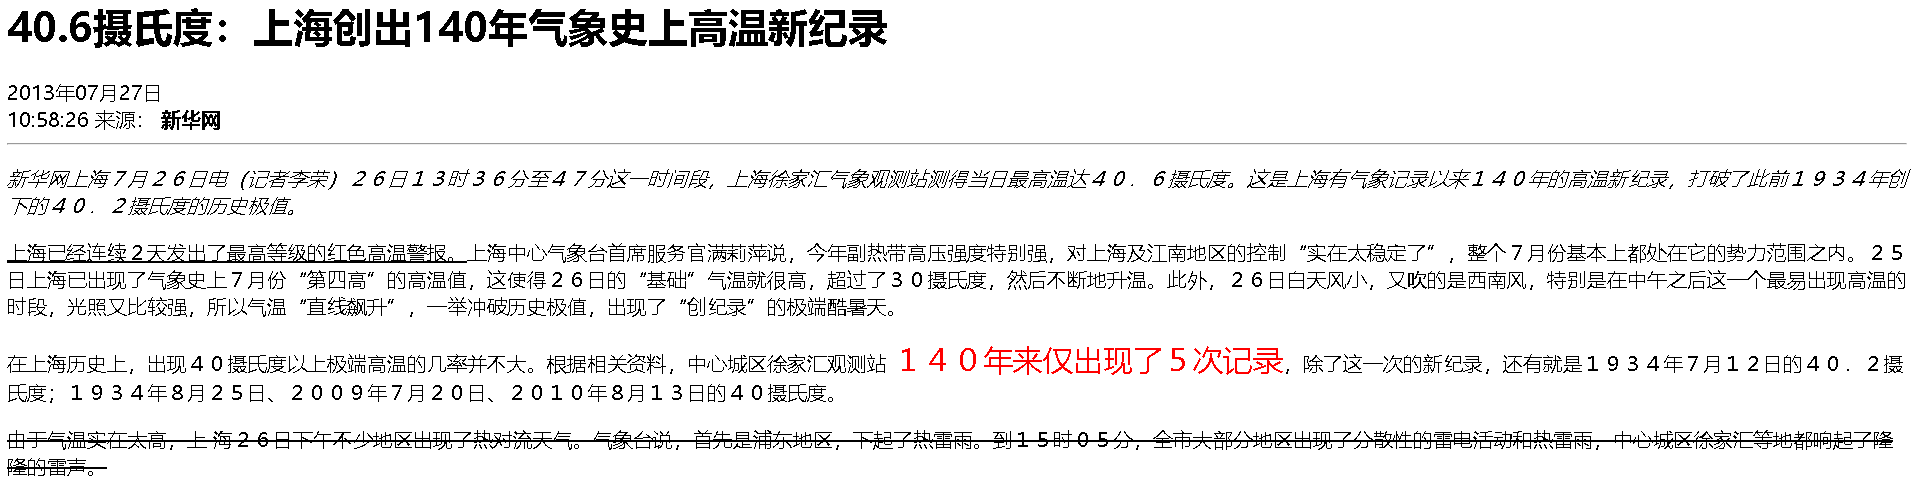 40.6摄氏度：上海创出140年气象史上高温新纪录
2013年07月27日
10:58:26 来源： 新华网
新华网上海７月２６日电（记者李荣）２６日１３时３６分至４７分这一时间段，上海徐家汇气象观测站测得当日最高温达４０．６摄氏度。这是上海有气象记录以来１４０年的高温新纪录，打破了此前１９３４年创
下的４０．２摄氏度的历史极值。
上海已经连续２天发出了最高等级的红色高温警报。上海中心气象台首席服务官满莉萍说，今年副热带高压强度特别强，对上海及江南地区的控制“实在太稳定了”，整个７月份基本上都处在它的势力范围之内。２５
日上海已出现了气象史上７月份“第四高”的高温值，这使得２６日的“基础”气温就很高，超过了３０摄氏度，然后不断地升温。此外，２６日白天风小，又吹的是西南风，特别是在中午之后这一个最易出现高温的
时段，光照又比较强，所以气温“直线飙升”，一举冲破历史极值，出现了“创纪录”的极端酷暑天。
在上海历史上，出现４０摄氏度以上极端高温的几率并不大。根据相关资料，中心城区徐家汇观测站 １４０年来仅出现了５次记录，除了这一次的新纪录，还有就是１９３４年７月１２日的４０．２摄
氏度；１９３４年８月２５日、２００９年７月２０日、２０１０年８月１３日的４０摄氏度。
由于气温实在太高，上 海２６日下午不少地区出现了热对流天气。气象台说，首先是浦东地区，下起了热雷雨。到１５时０５分，全市大部分地区出现了分散性的雷电活动和热雷雨，中心城区徐家汇等地都响起了隆
隆的雷声。